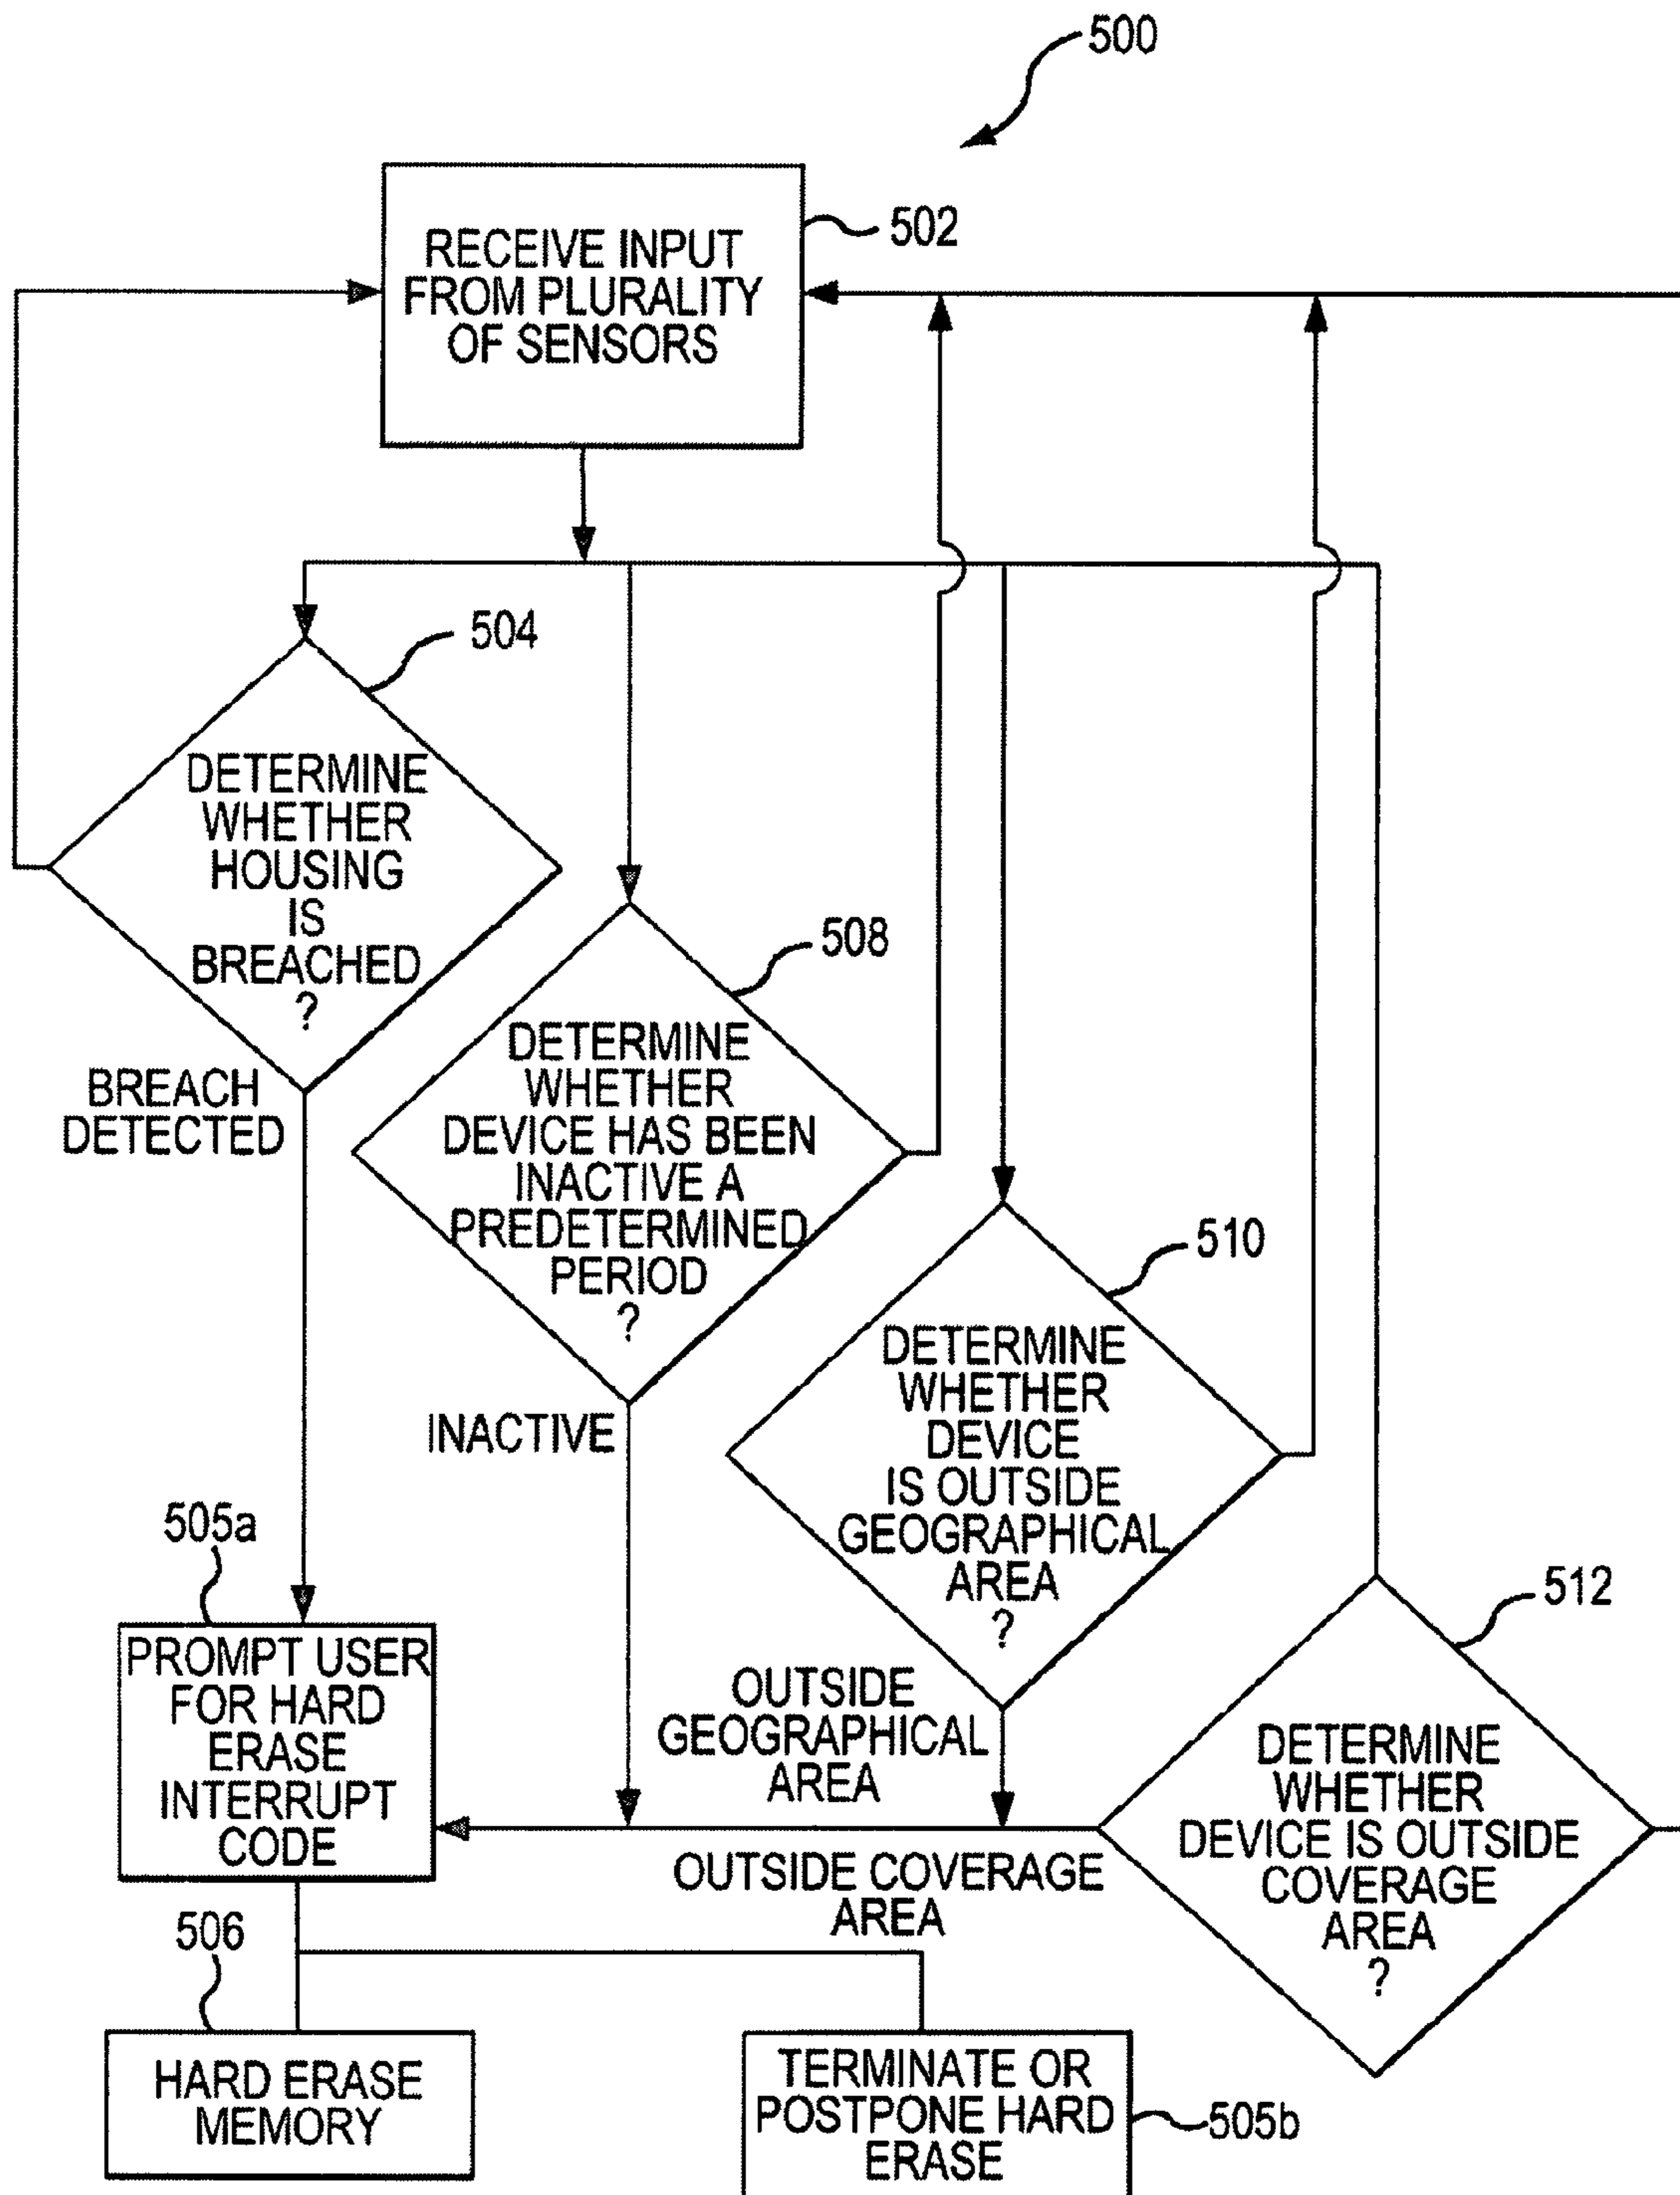 500
RECEIVE INPUT
FROM PLURALITY
OF SENSORS
502
504
DETERMINE
WHETHER
HOUSING
IS
BREACHED
?
BREACH
DETECTED
508
DETERMINE
WHETHER
DEVICE HAS BEEN
INACTIVE A
PREDETERMINED
PERIOD
?
INACTIVE
510
DETERMINE
WHETHER
DEVICE
IS OUTSIDE
GEOGRAPHICAL
AREA
?
OUTSIDE
GEOGRAPHICAL
AREA
512
DETERMINE
WHETHER
DEVICE IS OUTSIDE
COVERAGE
AREA
?
OUTSIDE COVERAGE
AREA
505a
PROMPT USER
FOR HARD
ERASE
INTERRUPT
CODE
506
HARD ERASE
MEMORY
TERMINATE OR
POSTPONE HARD
ERASE
505b